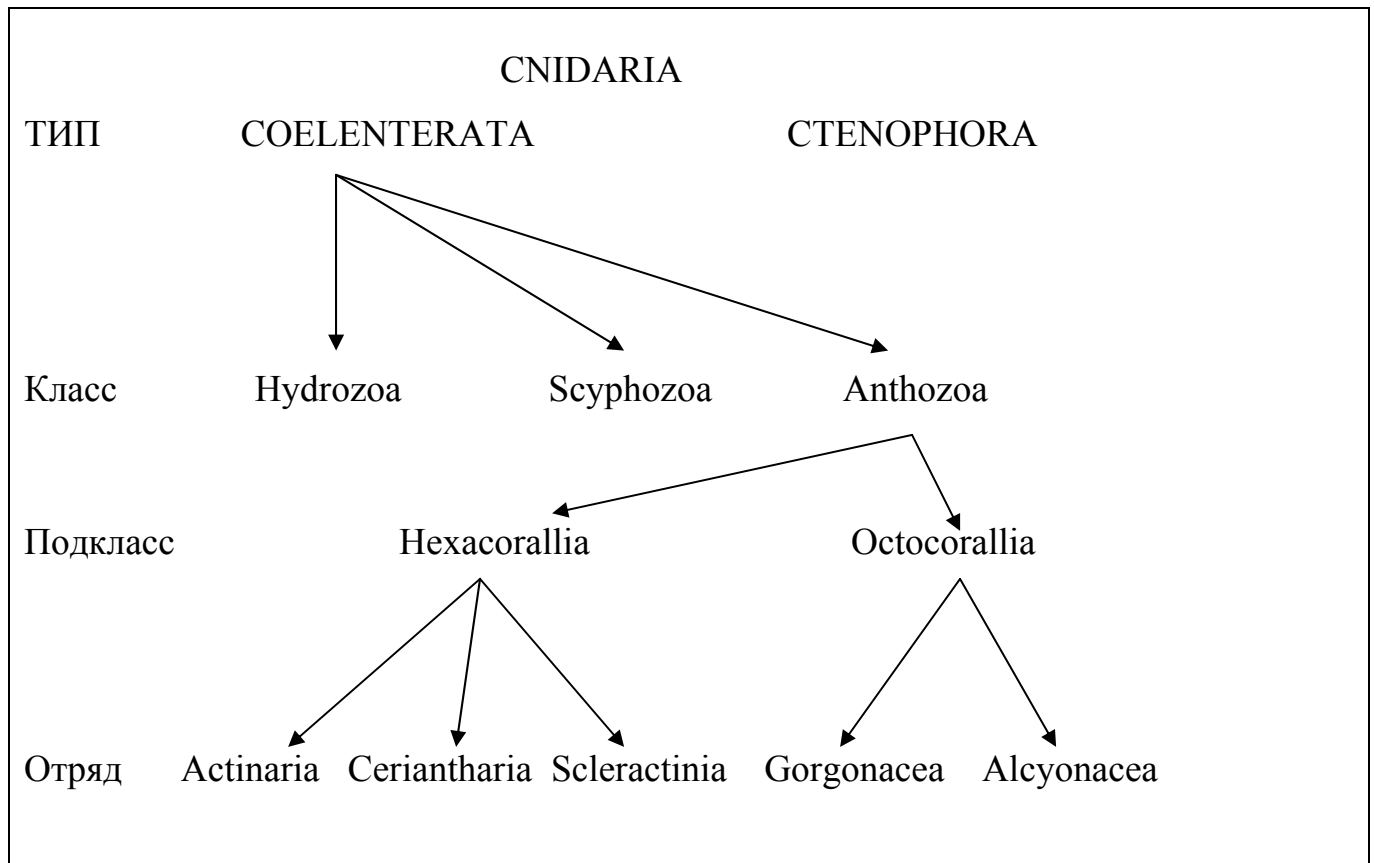 CNIDARIA
ТИП COELENTERATA CTENOPHORA
Класс Hydrozoa Scyphozoa Anthozoa
Подкласс Hexacorallia Octocorallia
Отряд Actinaria Ceriantharia Scleractinia Gorgonacea Alcyonacea